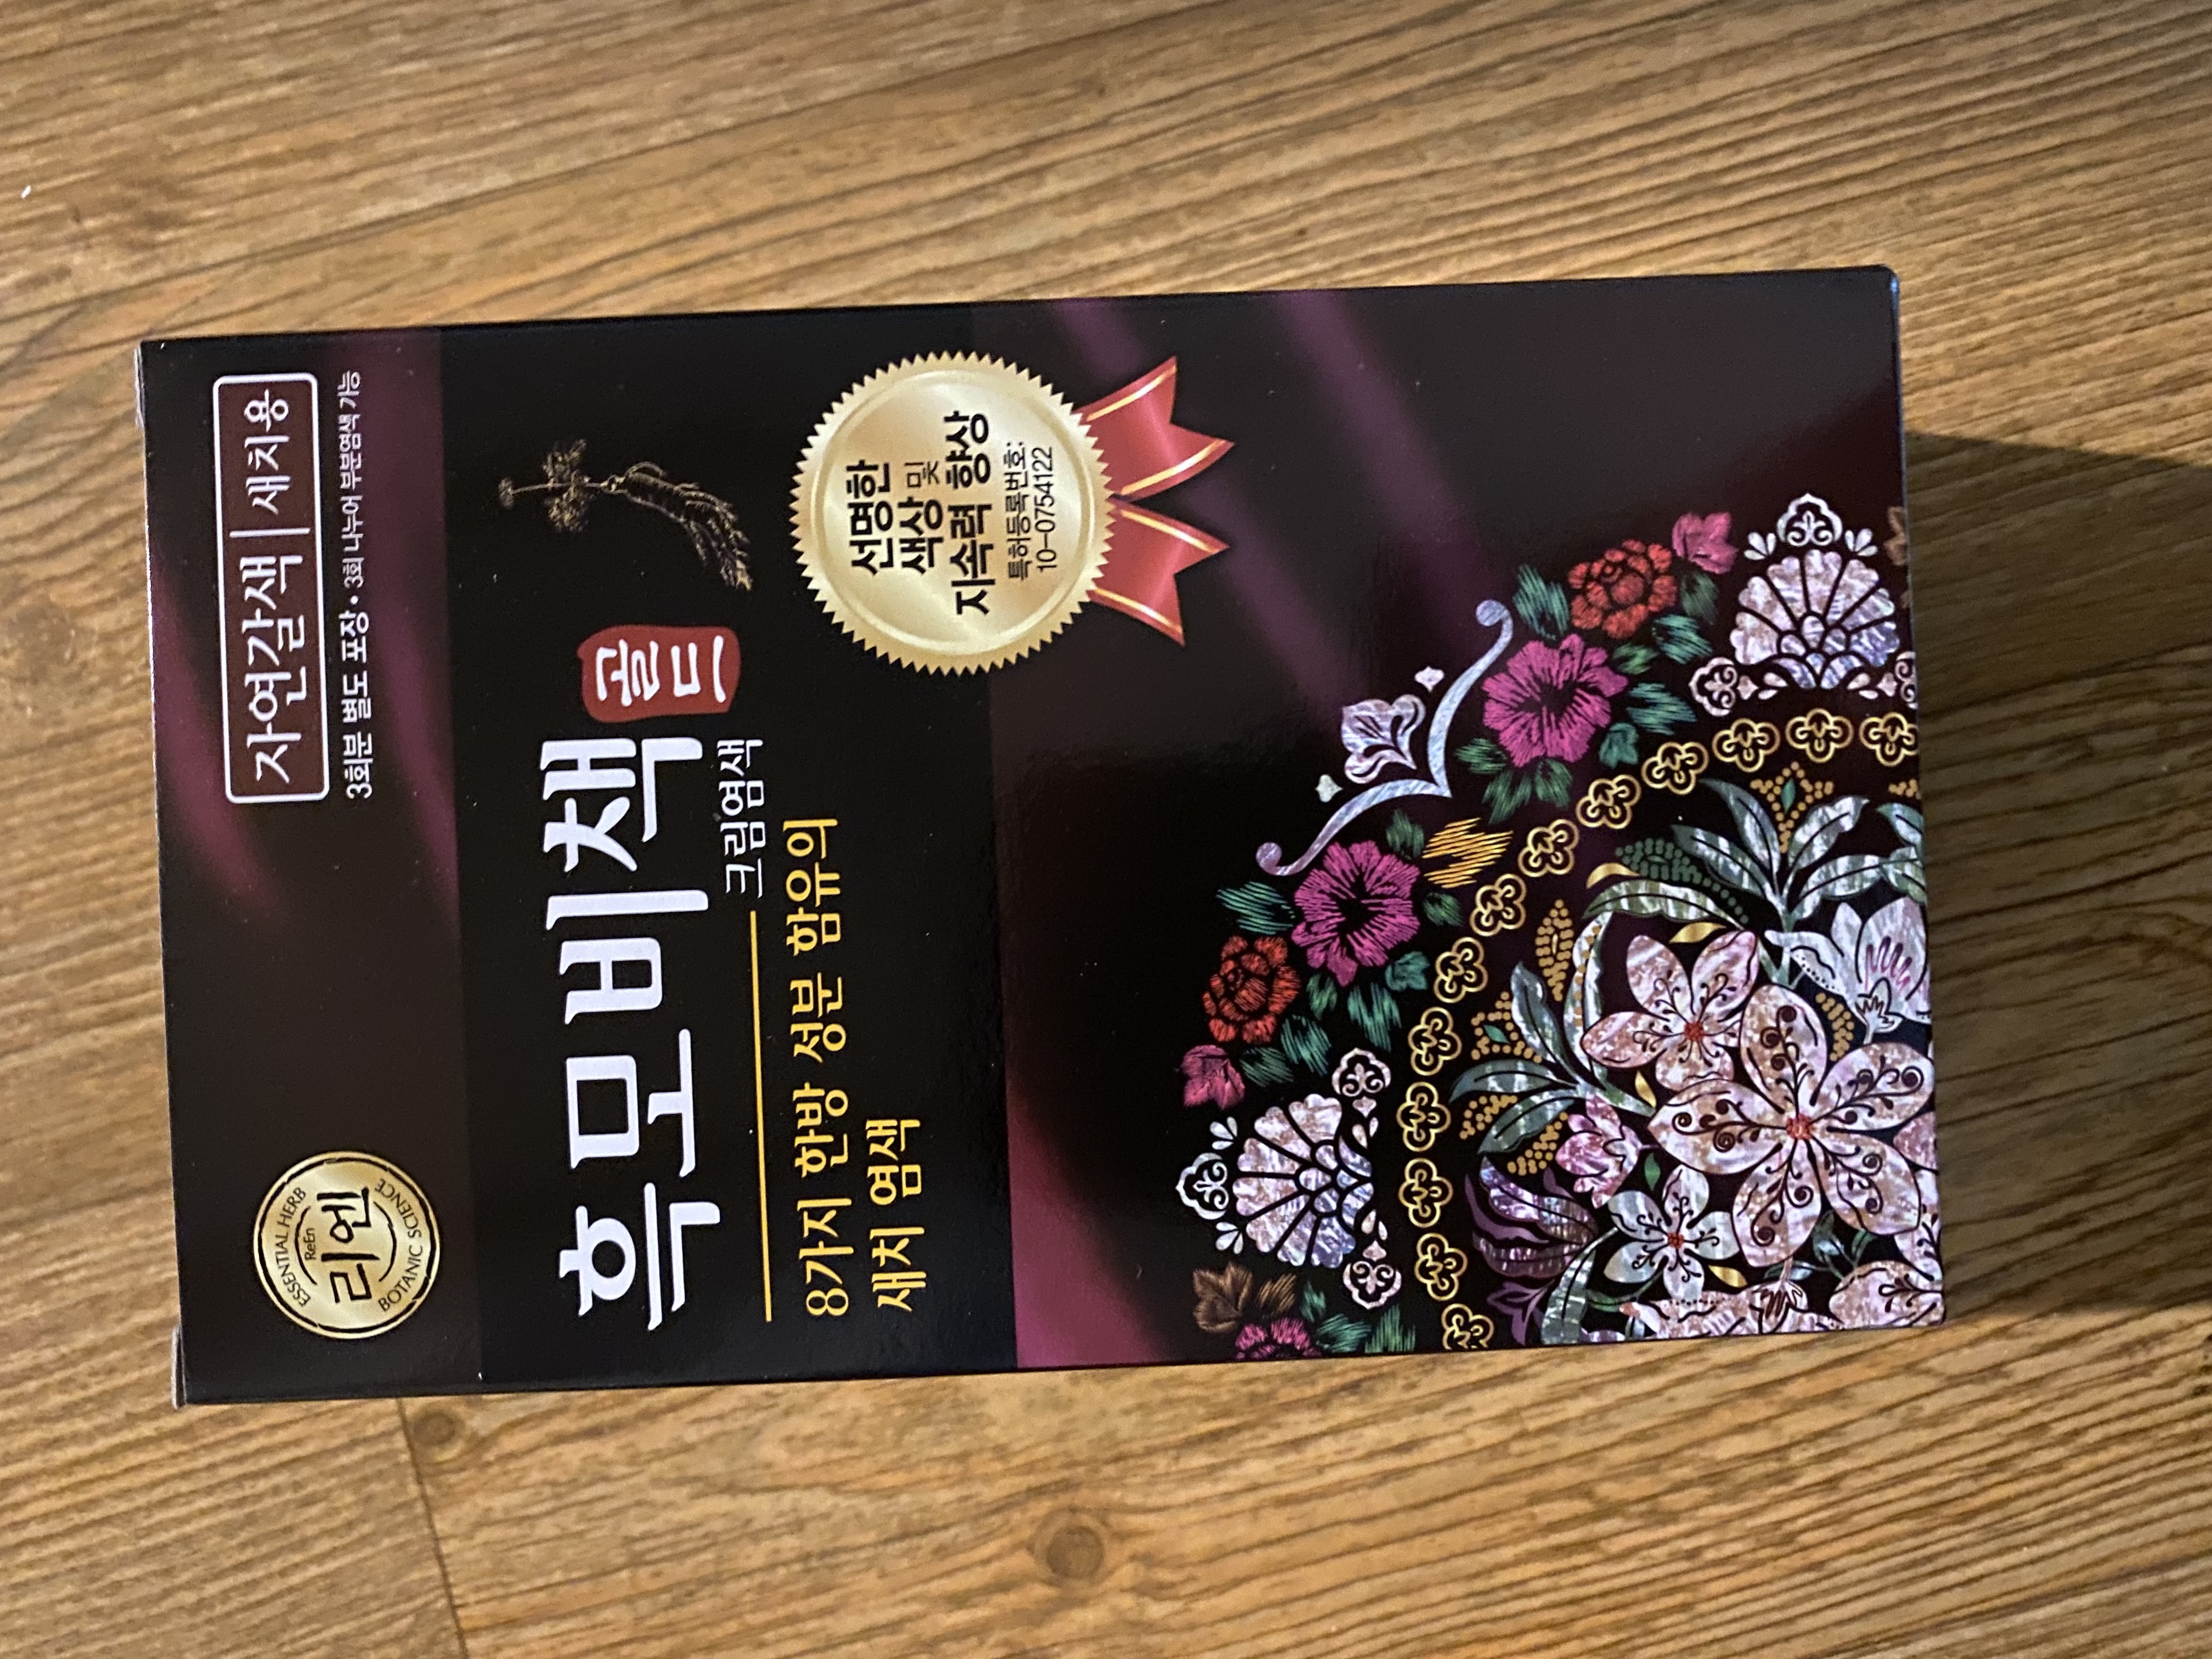 ESSENTIAL HERB
ReEn
리엔
BOTANIC SCIENCE
자연갈색 | 새치용
3회분 별도 포장 • 3회 나누어 부분염색 가능
흑모비책 골드
크림염색
8가지 한방 성분 함유의
새치 염색
선명한
색상 및
지속력 향상
특허등록번호:
10-0754122